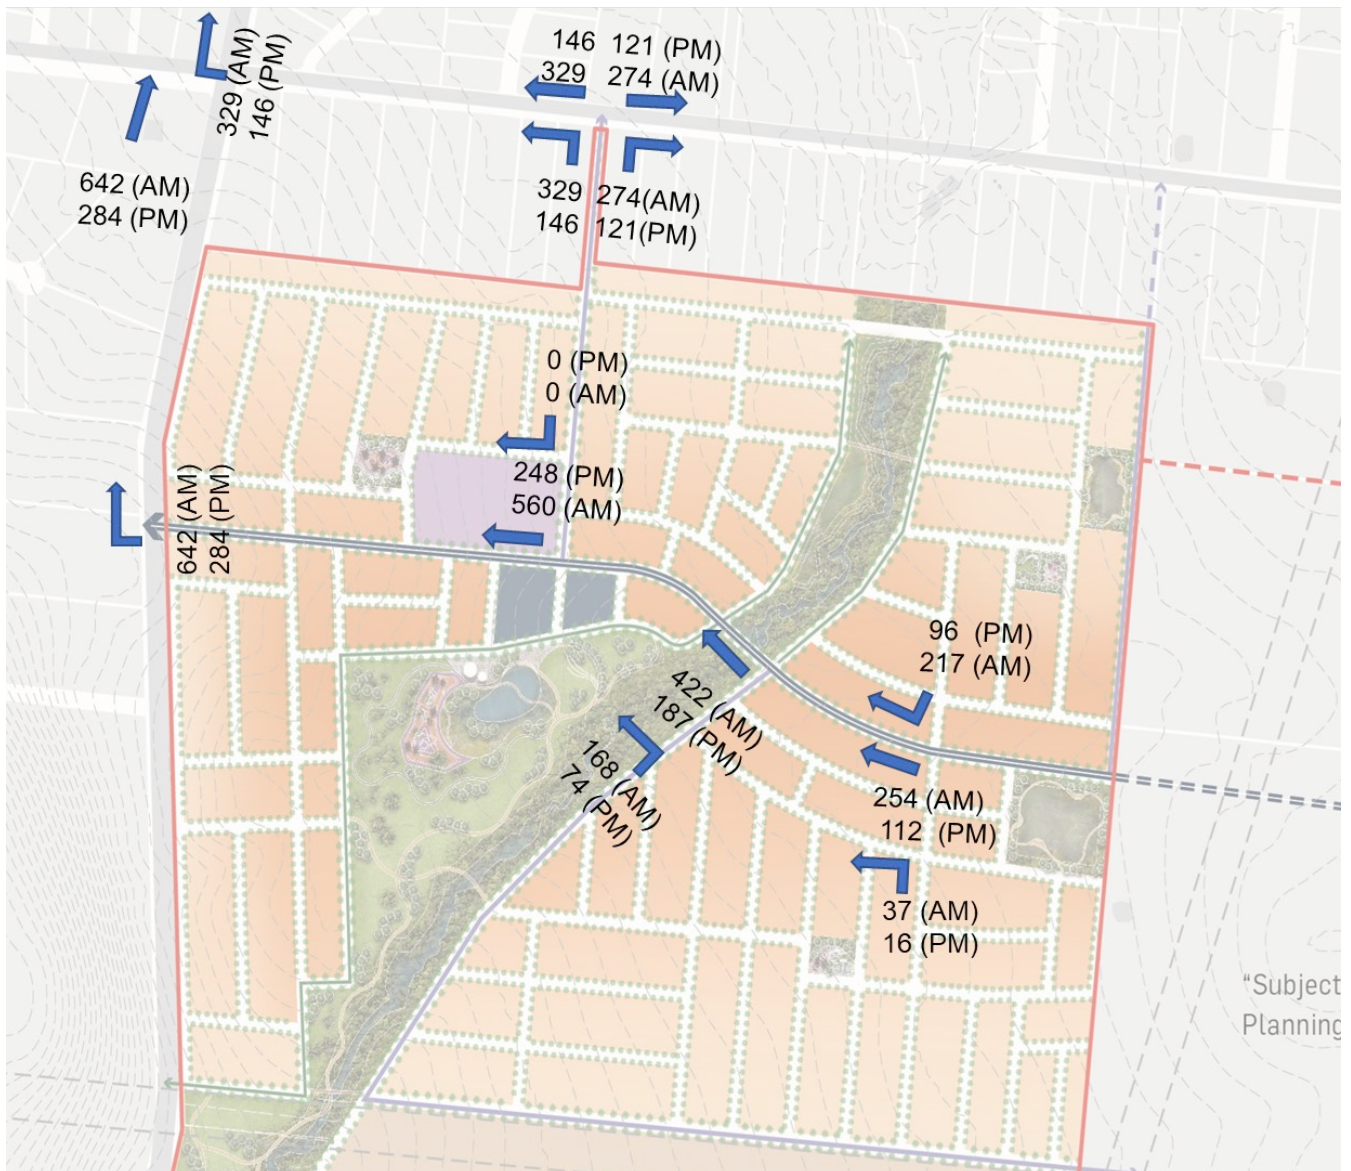 329 (AM)
146 (PM)
146 121 (PM)
329 274 (AM)
642 (AM)
284 (PM)
329 274(AM)
146 121(PM)
0 (PM)
0 (AM)
248 (PM)
560 (AM)
642 (AM)
284 (PM)
96 (PM)
217 (AM)
422 (AM)
187 (PM)
168 (AM)
74 (PM)
254 (AM)
112 (PM)
37 (AM)
16 (PM)
“Subject
Planning